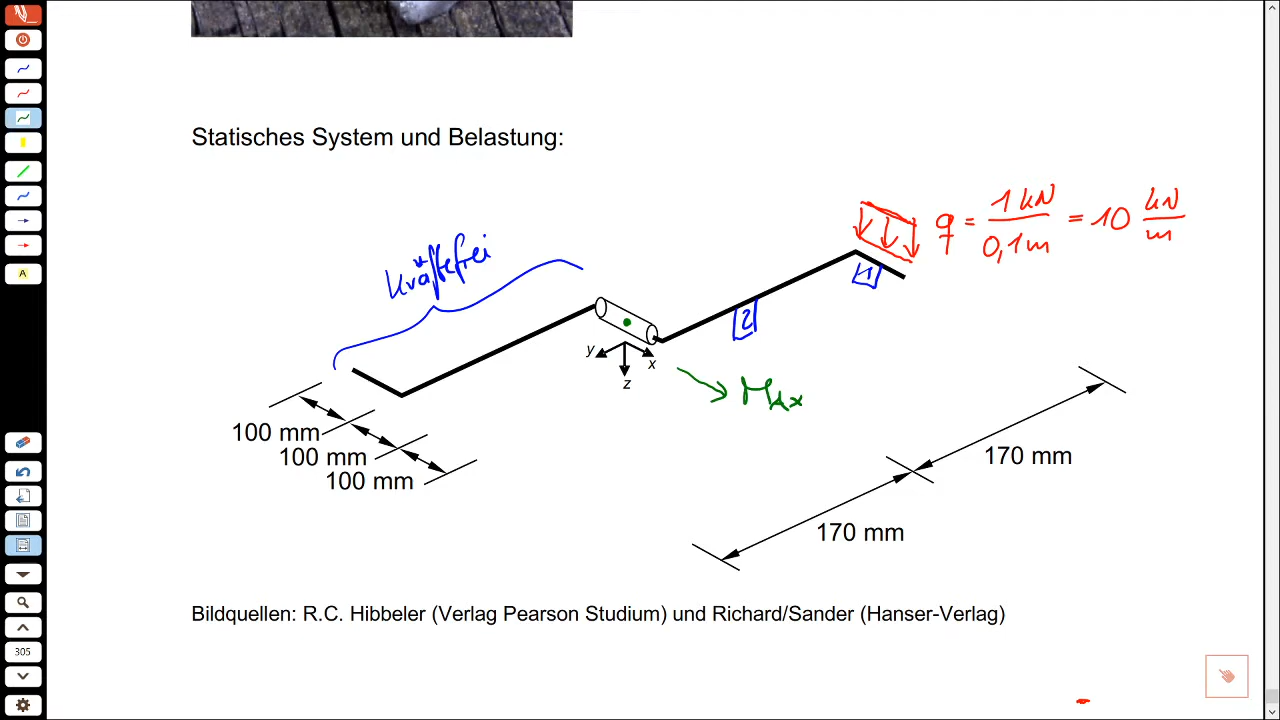 Statisches System und Belastung:
kräftefrei
q = 1 kN / 0,1 m = 10 kN / m
1
2
y
x
z
M_Ax
100 mm
100 mm
100 mm
170 mm
170 mm
Bildquellen: R.C. Hibbeler (Verlag Pearson Studium) und Richard/Sander (Hanser-Verlag)
A
305